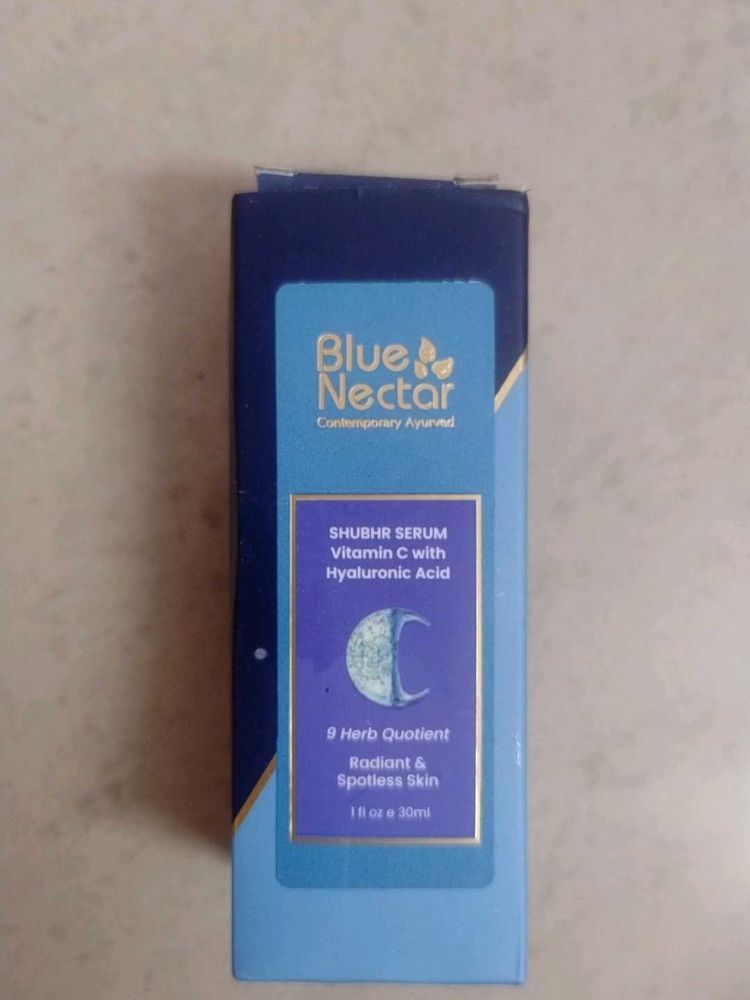 Blue
Nectar
Contemporary Ayurved
SHUBHR SERUM
Vitamin C with
Hyaluronic Acid
9 Herb Quotient
Radiant &
Spotless Skin
1 fl oz e 30ml